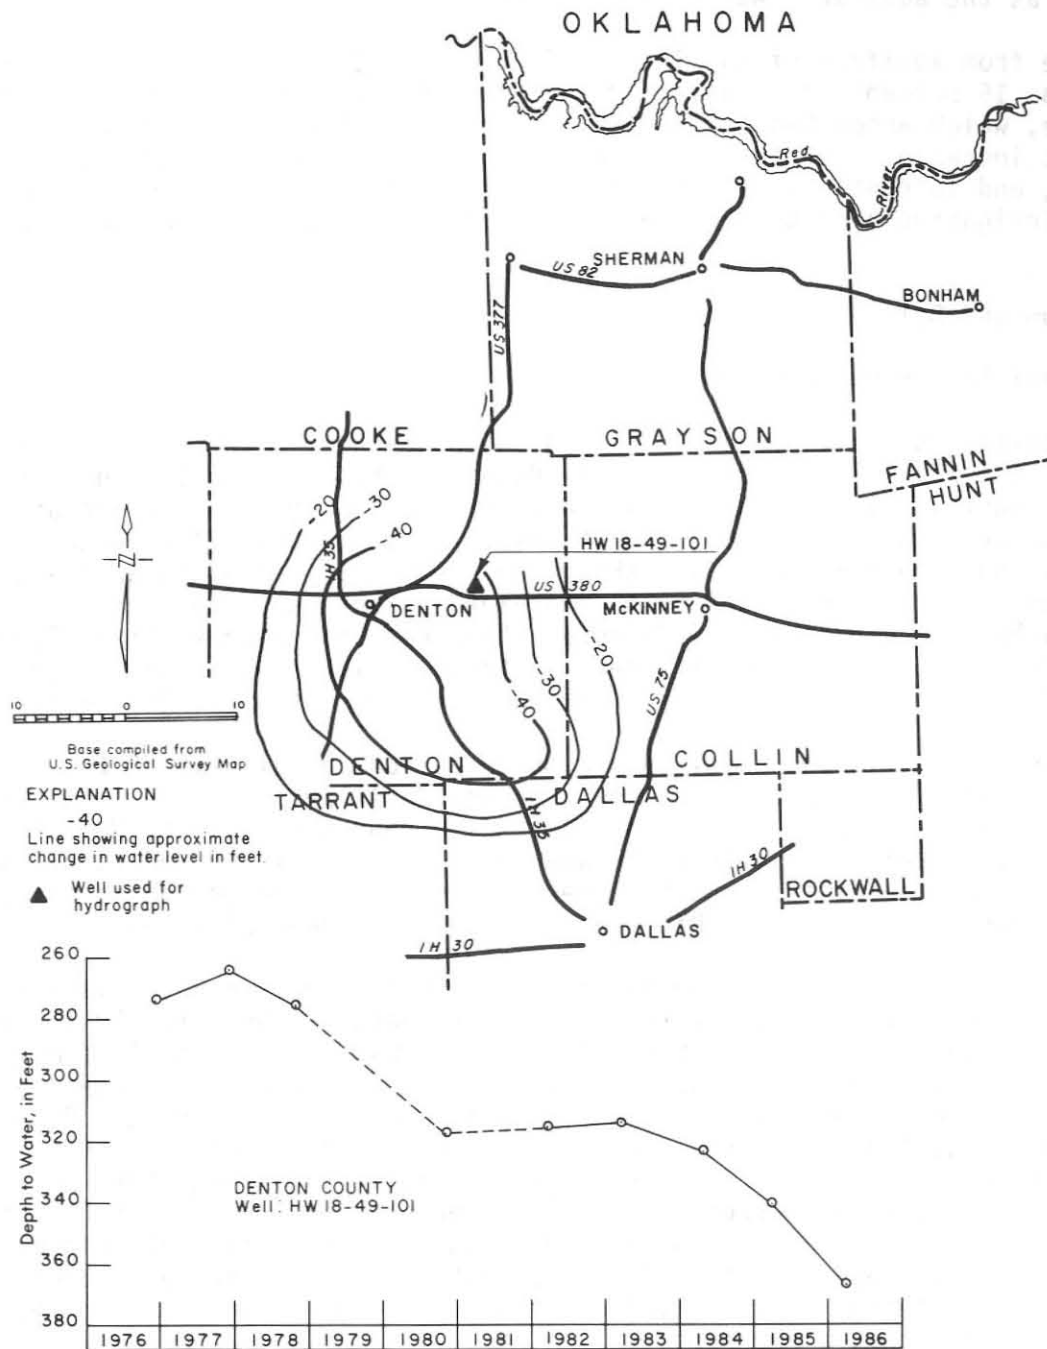 OKLAHOMA
Red
River
SHERMAN
US 82
BONHAM
US 377
COOKE
GRAYSON
FANNIN
HUNT
-20
-30
-40
IH 35
HW 18-49-101
US 380
DENTON
McKINNEY
N
-20
-30
-40
US 75
10 0 10
Base compiled from
U.S. Geological Survey Map
DENTON
COLLIN
TARRANT
DALLAS
EXPLANATION
-40
Line showing approximate
change in water level in feet.
IH 35
Well used for
hydrograph
IH 30
ROCKWALL
DALLAS
IH 30
260
280
300
320
340
360
380
Depth to Water, in Feet
DENTON COUNTY
Well: HW 18-49-101
1976 1977 1978 1979 1980 1981 1982 1983 1984 1985 1986